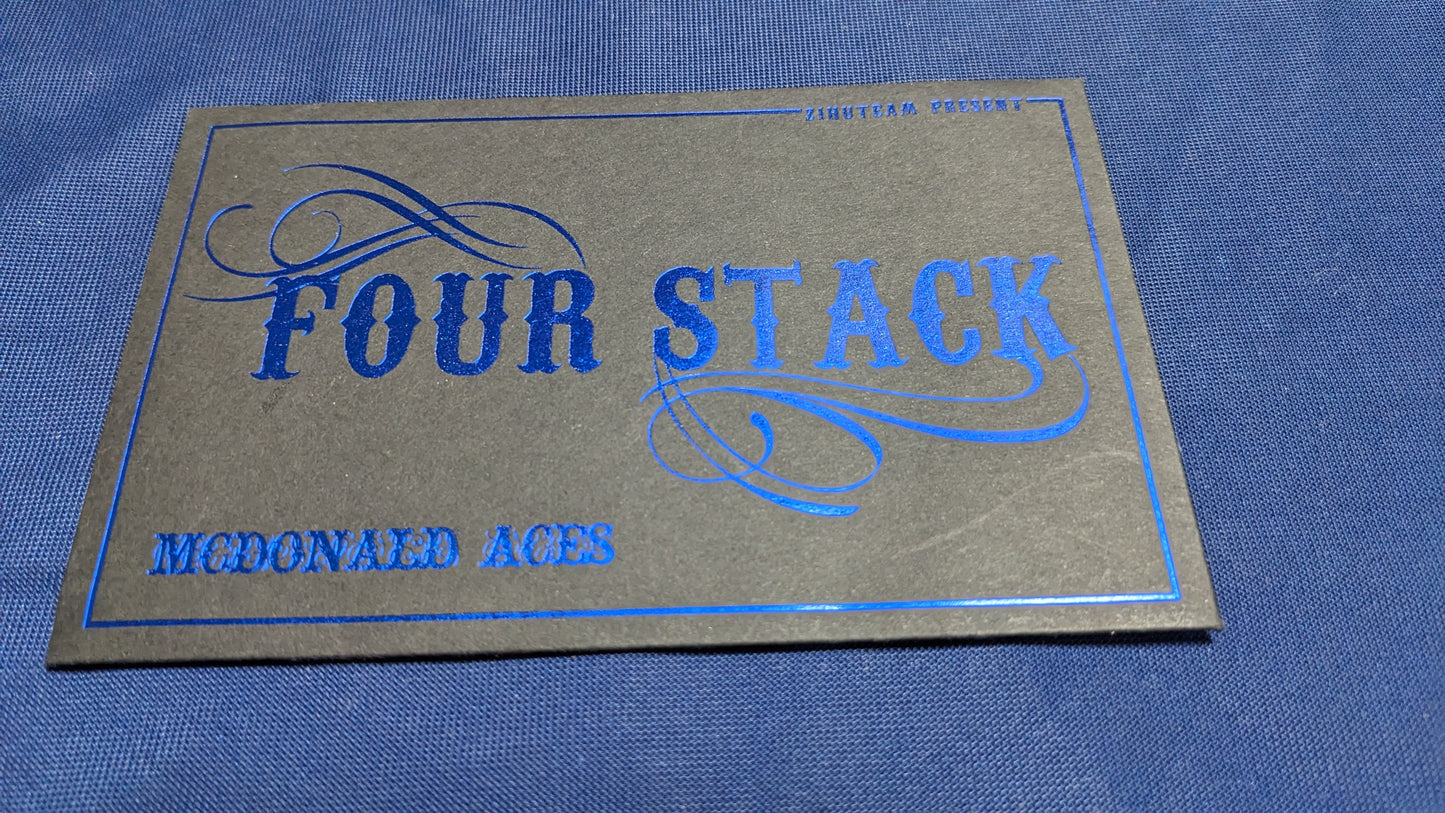 ZIHUTEAM PRESENT
FOUR STACK
MCDONALD ACES